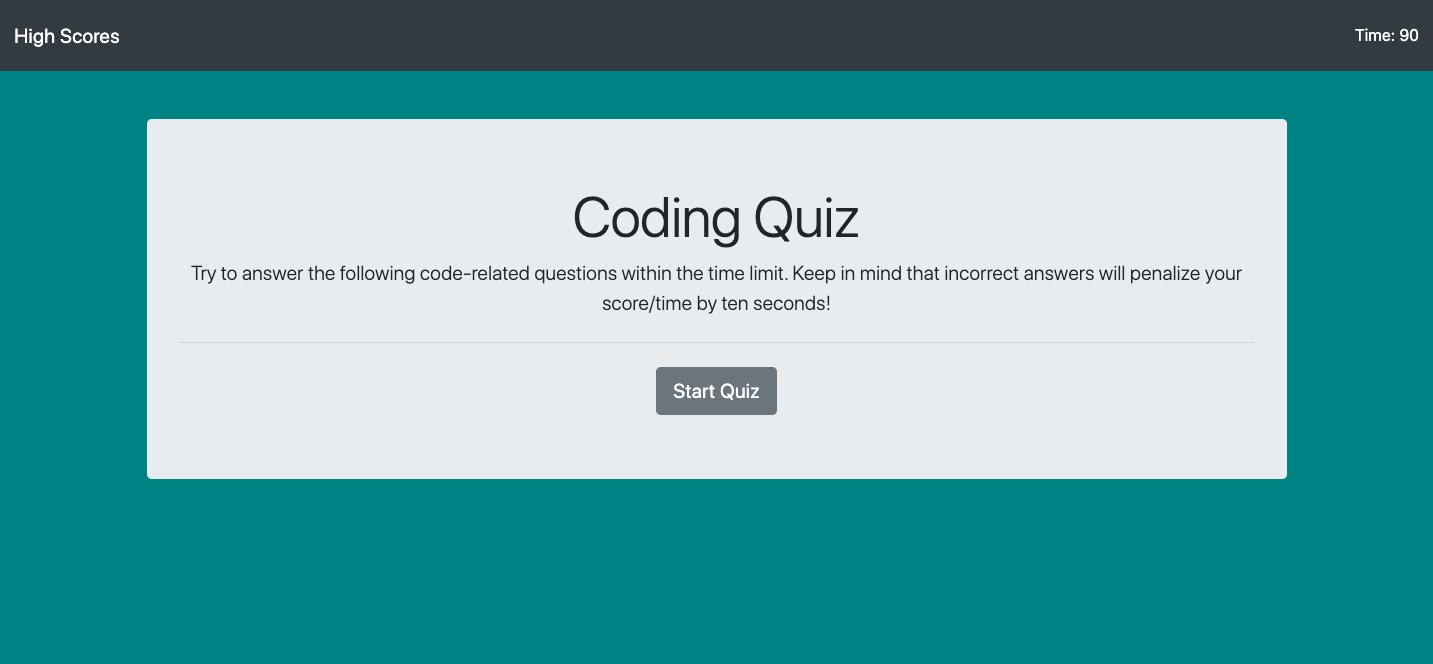 High Scores
Time: 90
Coding Quiz
Try to answer the following code-related questions within the time limit. Keep in mind that incorrect answers will penalize your
score/time by ten seconds!
Start Quiz